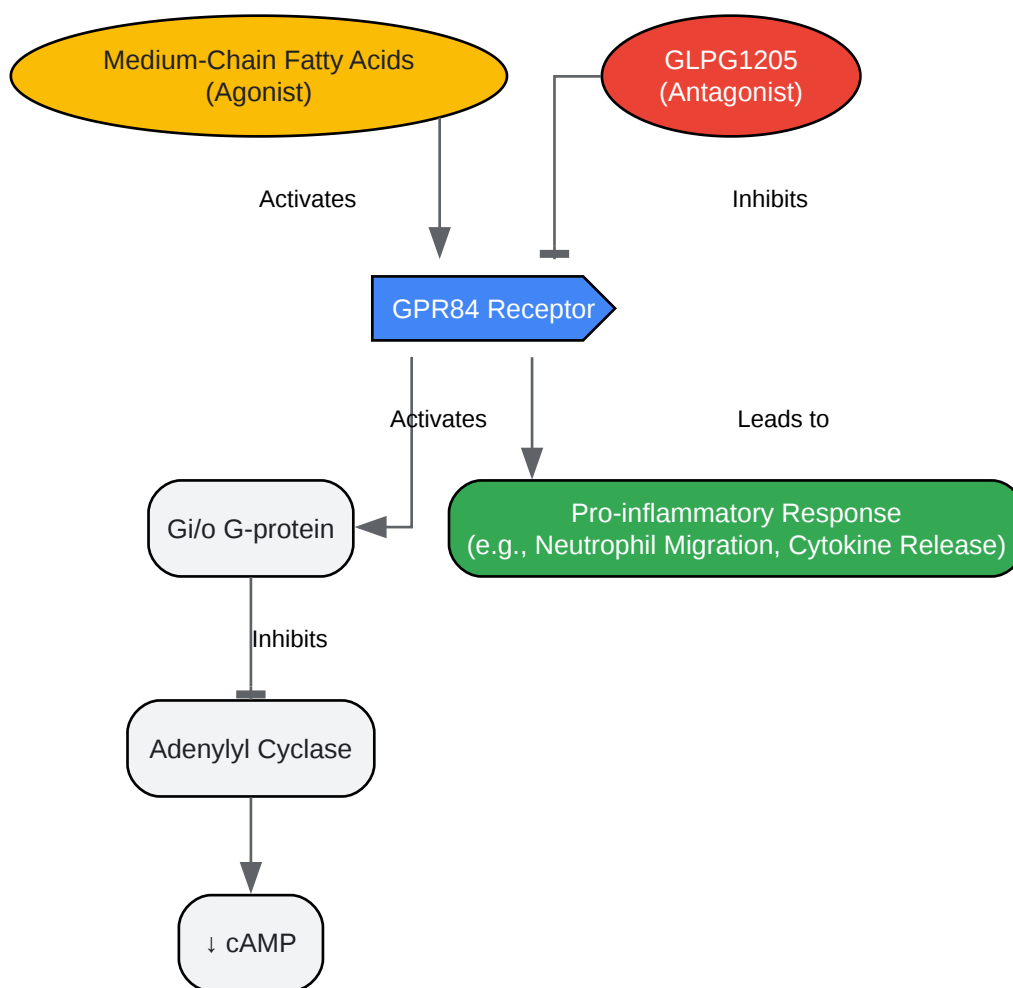 Medium-Chain Fatty Acids
(Agonist)
GLPG1205
(Antagonist)
Activates
Inhibits
GPR84 Receptor
Activates
Leads to
Gi/o G-protein
Pro-inflammatory Response
(e.g., Neutrophil Migration, Cytokine Release)
Inhibits
Adenylyl Cyclase
↓ cAMP